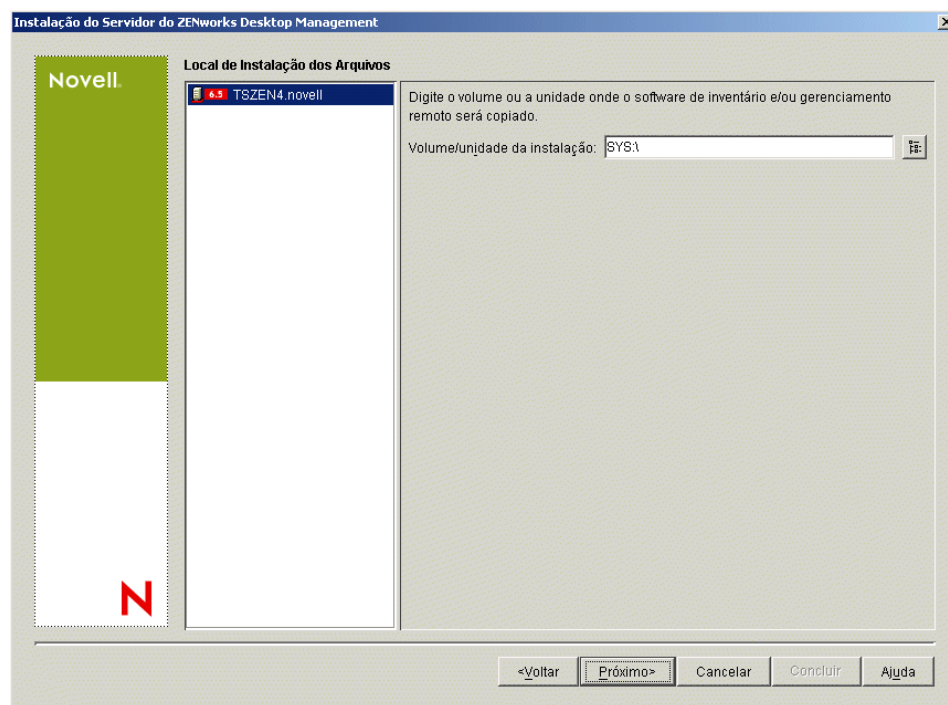 Instalação do Servidor do ZENworks Desktop Management
Novell.
Local de Instalação dos Arquivos
6.5 TSZEN4.novell
Digite o volume ou a unidade onde o software de inventário e/ou gerenciamento
remoto será copiado.
Volume/unidade da instalação: SYS:\
N
<Voltar Próximo> Cancelar Concluir Ajuda